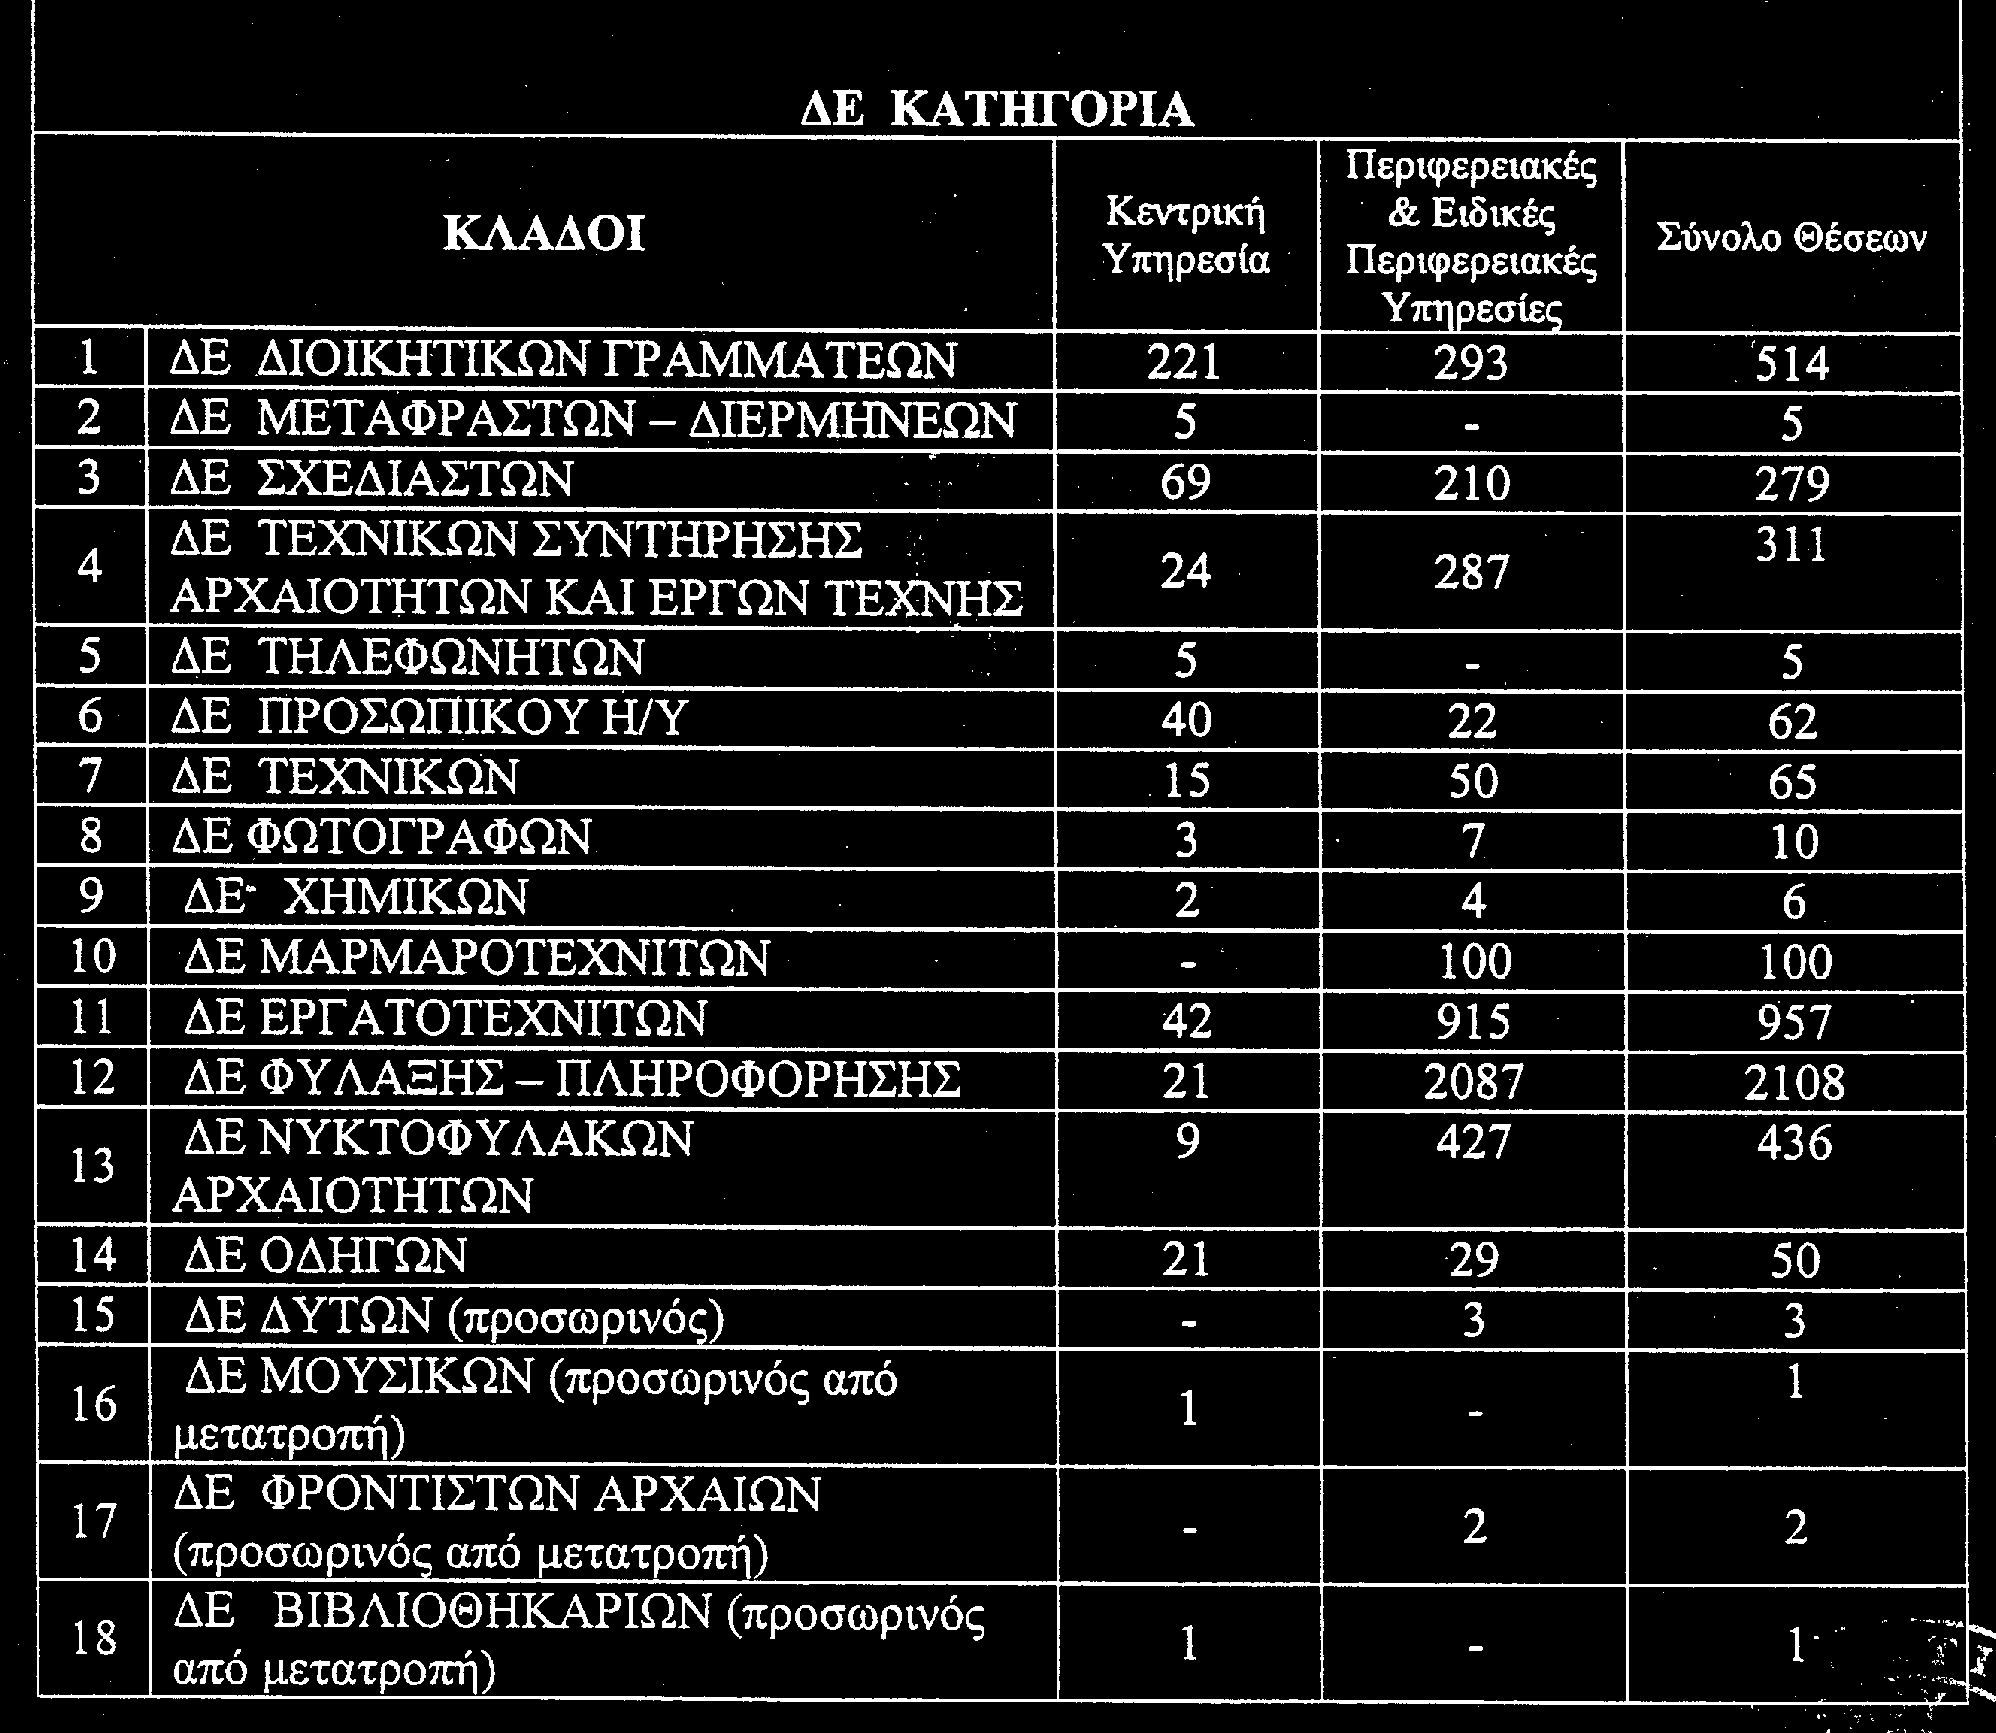 ΔΕ ΚΑΤΗΓΟΡΙΑ
ΚΛΑΔΟΙ
Κεντρική
Υπηρεσία
Περιφερειακές
& Ειδικές
Περιφερειακές
Υπηρεσίες
Σύνολο Θέσεων
1 ΔΕ ΔΙΟΙΚΗΤΙΚΩΝ ΓΡΑΜΜΑΤΕΩΝ 221 293 514
2 ΔΕ ΜΕΤΑΦΡΑΣΤΩΝ – ΔΙΕΡΜΗΝΕΩΝ 5 - 5
3 ΔΕ ΣΧΕΔΙΑΣΤΩΝ 69 210 279
4 ΔΕ ΤΕΧΝΙΚΩΝ ΣΥΝΤΗΡΗΣΗΣ
ΑΡΧΑΙΟΤΗΤΩΝ ΚΑΙ ΕΡΓΩΝ ΤΕΧΝΗΣ 24 287 311
5 ΔΕ ΤΗΛΕΦΩΝΗΤΩΝ 5 - 5
6 ΔΕ ΠΡΟΣΩΠΙΚΟΥ Η/Υ 40 22 62
7 ΔΕ ΤΕΧΝΙΚΩΝ 15 50 65
8 ΔΕ ΦΩΤΟΓΡΑΦΩΝ 3 7 10
9 ΔΕ ΧΗΜΙΚΩΝ 2 4 6
10 ΔΕ ΜΑΡΜΑΡΟΤΕΧΝΙΤΩΝ - 100 100
11 ΔΕ ΕΡΓΑΤΟΤΕΧΝΙΤΩΝ 42 915 957
12 ΔΕ ΦΥΛΑΞΗΣ – ΠΛΗΡΟΦΟΡΗΣΗΣ 21 2087 2108
13 ΔΕ ΝΥΚΤΟΦΥΛΑΚΩΝ 9 427 436
ΑΡΧΑΙΟΤΗΤΩΝ
14 ΔΕ ΟΔΗΓΩΝ 21 29 50
15 ΔΕ ΔΥΤΩΝ (προσωρινός) - 3 3
16 ΔΕ ΜΟΥΣΙΚΩΝ (προσωρινός από
μετατροπή) 1 - 1
17 ΔΕ ΦΡΟΝΤΙΣΤΩΝ ΑΡΧΑΙΩΝ
(προσωρινός από μετατροπή) - 2 2
18 ΔΕ ΒΙΒΛΙΟΘΗΚΑΡΙΩΝ (προσωρινός
από μετατροπή) 1 - 1